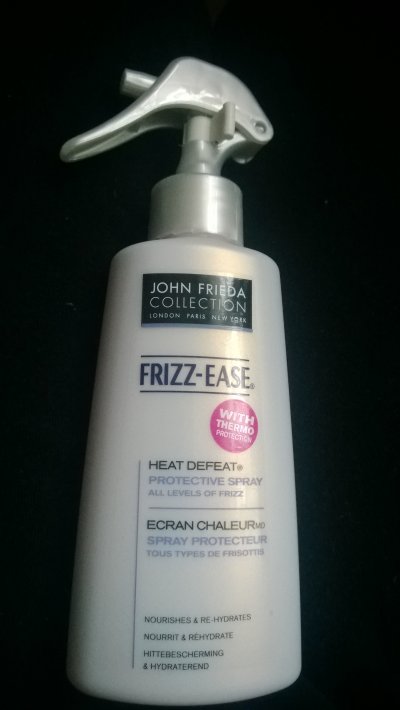 JOHN FRIEDA
COLLECTION
LONDON PARIS NEW YORK
FRIZZ-EASE®
WITH
THERMO
PROTECTION
HEAT DEFEAT®
PROTECTIVE SPRAY
ALL LEVELS OF FRIZZ
ECRAN CHALEUR MD
SPRAY PROTECTEUR
TOUS TYPES DE FRISOTTIS
NOURISHES & RE-HYDRATES
NOURRIT & RÉHYDRATE
HITTEBESCHERMING
& HYDRATEREND